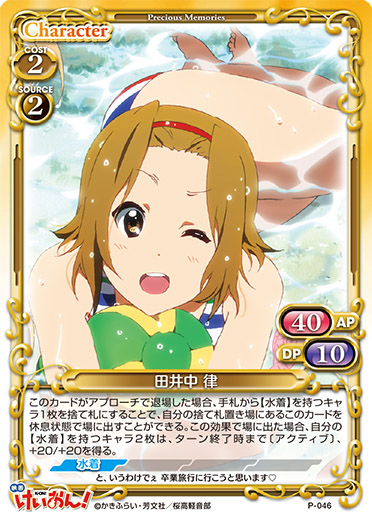 Precious Memories
Character
COST
2
SOURCE
2
40 AP
DP 10
田井中 律
このカードがアプローチで退場した場合、手札から【水着】を持つキャ
ラ1枚を捨て札にすることで、自分の捨て札置き場にあるこのカードを
休息状態で場に出すことができる。この効果で場に出た場合、自分の
【水着】を持つキャラ2枚は、ターン終了時まで〔アクティブ〕、
+20/+20を得る。
水着
と、いうわけでぇ 卒業旅行に行こうと思います♡
映画 けいおん! K-ON!
©かきふらい・芳文社/桜高軽音部
P-046